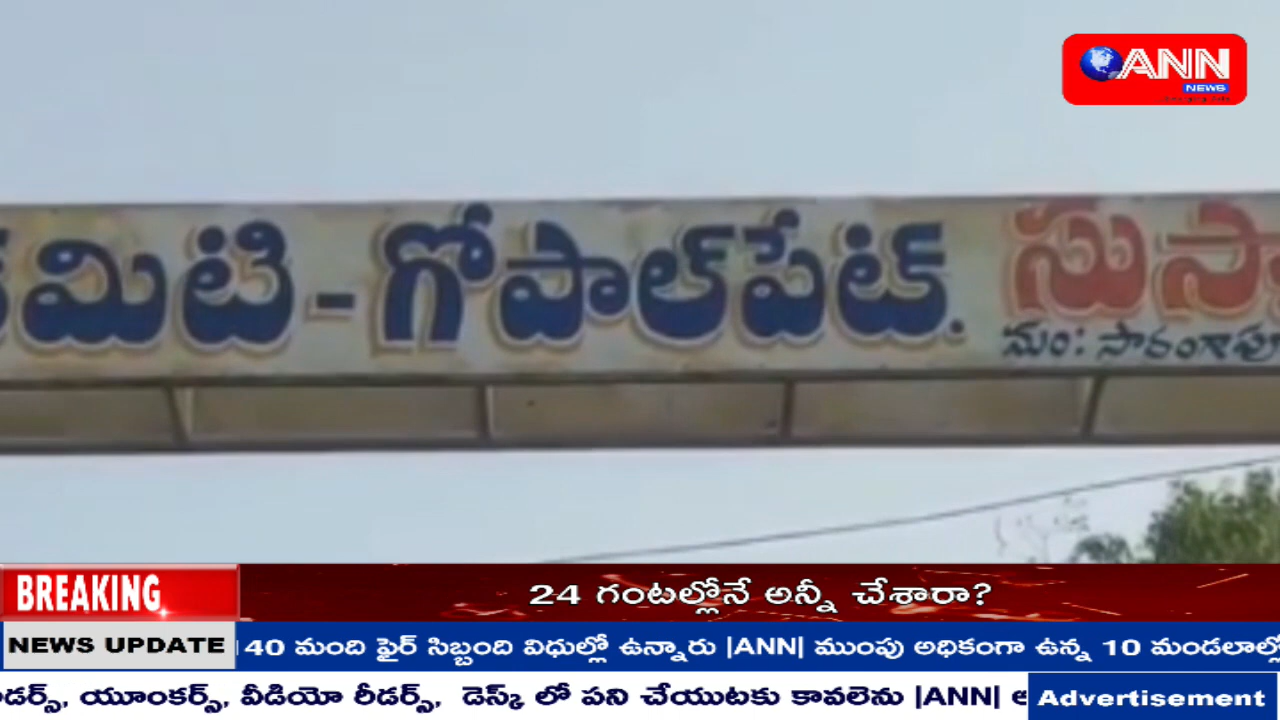 ANN
NEWS
మిటి - గోపాల్‌పేట్.
మం: సారంగాపూ
BREAKING
24 గంటల్లోనే అన్నీ చేశారా?
NEWS UPDATE
140 మంది ఫైర్ సిబ్బంది విధుల్లో ఉన్నారు |ANN| ముంపు అధికంగా ఉన్న 10 మండలాల్లో
డర్స్, యాంకర్స్, వీడియో రీడర్స్, డెస్క్ లో పని చేయుటకు కావలెను |ANN|
Advertisement